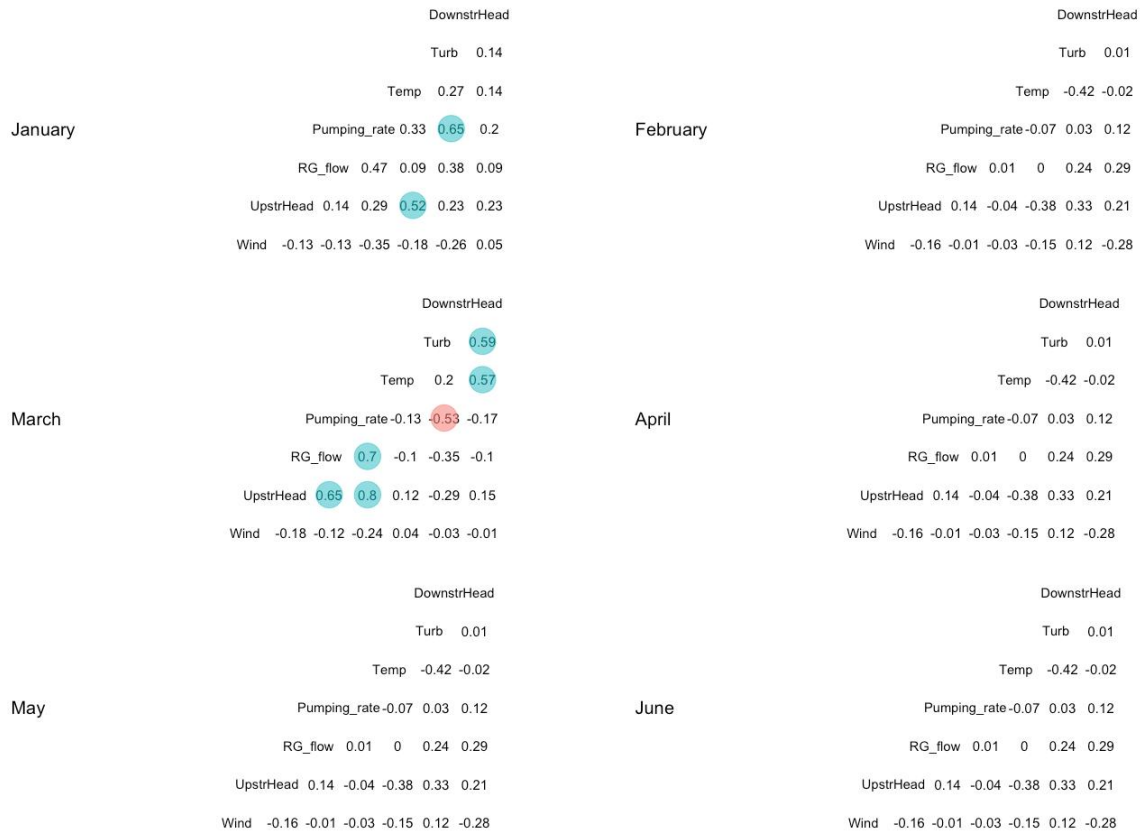 DownstrHead
Turb 0.14
Temp 0.27 0.14
January Pumping_rate 0.33 0.65 0.2
RG_flow 0.47 0.09 0.38 0.09
UpstrHead 0.14 0.29 0.52 0.23 0.23
Wind -0.13 -0.13 -0.35 -0.18 -0.26 0.05
DownstrHead
Turb 0.01
Temp -0.42 -0.02
February Pumping_rate -0.07 0.03 0.12
RG_flow 0.01 0 0.24 0.29
UpstrHead 0.14 -0.04 -0.38 0.33 0.21
Wind -0.16 -0.01 -0.03 -0.15 0.12 -0.28
DownstrHead
Turb 0.59
Temp 0.2 0.57
March Pumping_rate -0.13 -0.53 -0.17
RG_flow 0.7 -0.1 -0.35 -0.1
UpstrHead 0.65 0.8 0.12 -0.29 0.15
Wind -0.18 -0.12 -0.24 0.04 -0.03 -0.01
DownstrHead
Turb 0.01
Temp -0.42 -0.02
April Pumping_rate -0.07 0.03 0.12
RG_flow 0.01 0 0.24 0.29
UpstrHead 0.14 -0.04 -0.38 0.33 0.21
Wind -0.16 -0.01 -0.03 -0.15 0.12 -0.28
DownstrHead
Turb 0.01
Temp -0.42 -0.02
May Pumping_rate -0.07 0.03 0.12
RG_flow 0.01 0 0.24 0.29
UpstrHead 0.14 -0.04 -0.38 0.33 0.21
Wind -0.16 -0.01 -0.03 -0.15 0.12 -0.28
DownstrHead
Turb 0.01
Temp -0.42 -0.02
June Pumping_rate -0.07 0.03 0.12
RG_flow 0.01 0 0.24 0.29
UpstrHead 0.14 -0.04 -0.38 0.33 0.21
Wind -0.16 -0.01 -0.03 -0.15 0.12 -0.28